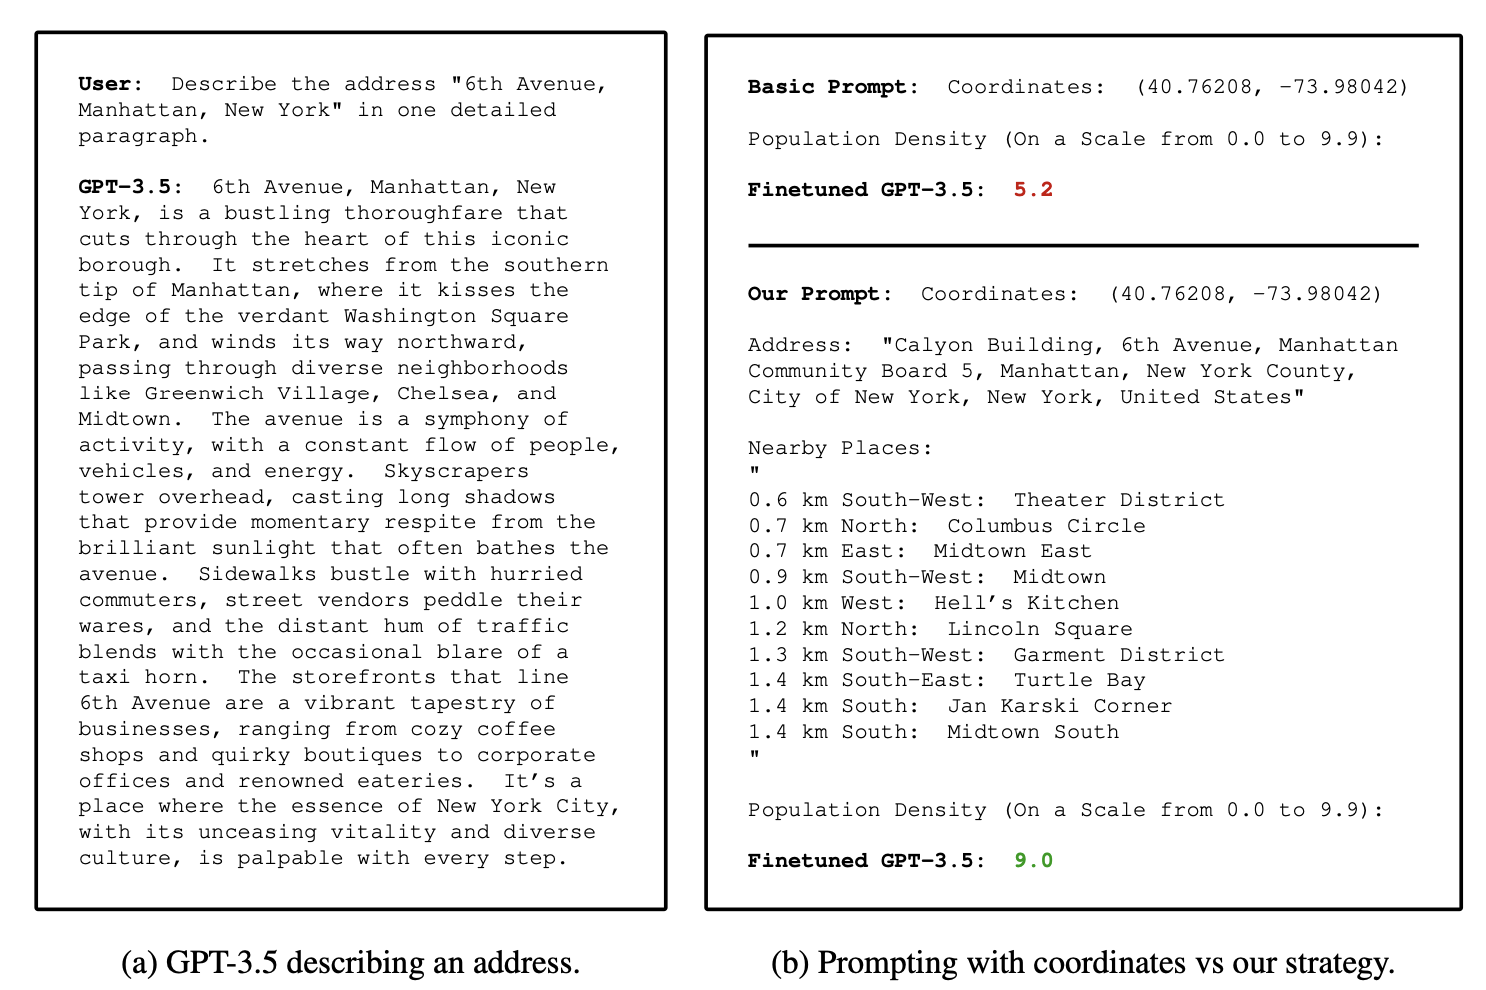 User: Describe the address "6th Avenue,
Manhattan, New York" in one detailed
paragraph.
GPT-3.5: 6th Avenue, Manhattan, New
York, is a bustling thoroughfare that
cuts through the heart of this iconic
borough. It stretches from the southern
tip of Manhattan, where it kisses the
edge of the verdant Washington Square
Park, and winds its way northward,
passing through diverse neighborhoods
like Greenwich Village, Chelsea, and
Midtown. The avenue is a symphony of
activity, with a constant flow of people,
vehicles, and energy. Skyscrapers
tower overhead, casting long shadows
that provide momentary respite from the
brilliant sunlight that often bathes the
avenue. Sidewalks bustle with hurried
commuters, street vendors peddle their
wares, and the distant hum of traffic
blends with the occasional blare of a
taxi horn. The storefronts that line
6th Avenue are a vibrant tapestry of
businesses, ranging from cozy coffee
shops and quirky boutiques to corporate
offices and renowned eateries. It's a
place where the essence of New York City,
with its unceasing vitality and diverse
culture, is palpable with every step.
(a) GPT-3.5 describing an address.
Basic Prompt: Coordinates: (40.76208, -73.98042)
Population Density (On a Scale from 0.0 to 9.9):
Finetuned GPT-3.5: 5.2
Our Prompt: Coordinates: (40.76208, -73.98042)
Address: "Calyon Building, 6th Avenue, Manhattan
Community Board 5, Manhattan, New York County,
City of New York, New York, United States"
Nearby Places:
"
0.6 km South-West: Theater District
0.7 km North: Columbus Circle
0.7 km East: Midtown East
0.9 km South-West: Midtown
1.0 km West: Hell's Kitchen
1.2 km North: Lincoln Square
1.3 km South-West: Garment District
1.4 km South-East: Turtle Bay
1.4 km South: Jan Karski Corner
1.4 km South: Midtown South
"
Population Density (On a Scale from 0.0 to 9.9):
Finetuned GPT-3.5: 9.0
(b) Prompting with coordinates vs our strategy.